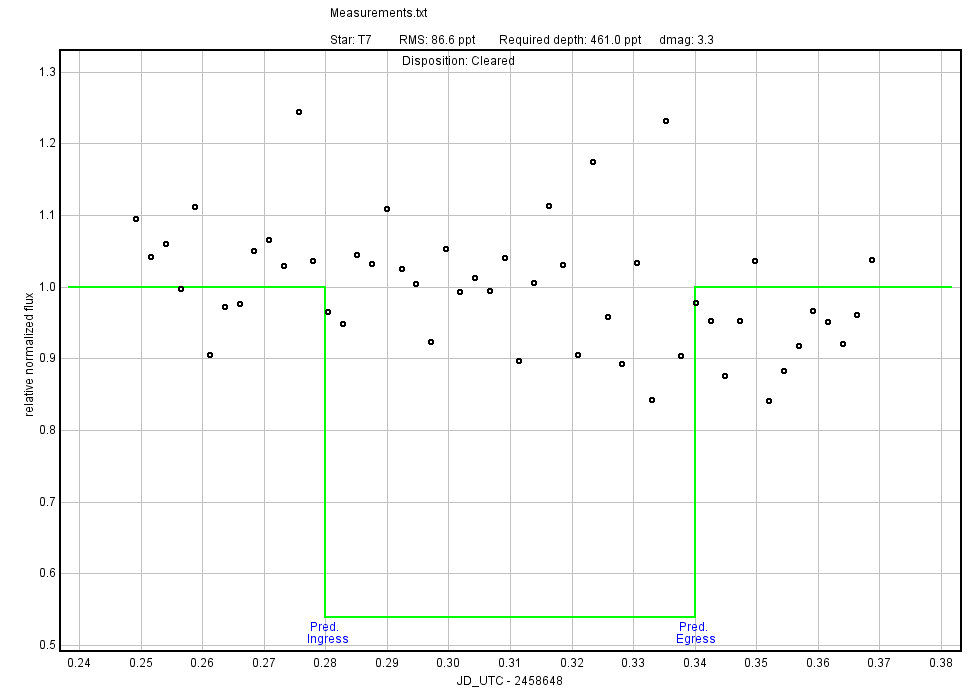 Measurements.txt
Star: T7 RMS: 86.6 ppt Required depth: 461.0 ppt dmag: 3.3
Disposition: Cleared
1.3
1.2
1.1
1.0
0.9
0.8
0.7
0.6
0.5
relative normalized flux
Pred. Pred.
Ingress Egress
0.24 0.25 0.26 0.27 0.28 0.29 0.30 0.31 0.32 0.33 0.34 0.35 0.36 0.37 0.38
JD_UTC - 2458648